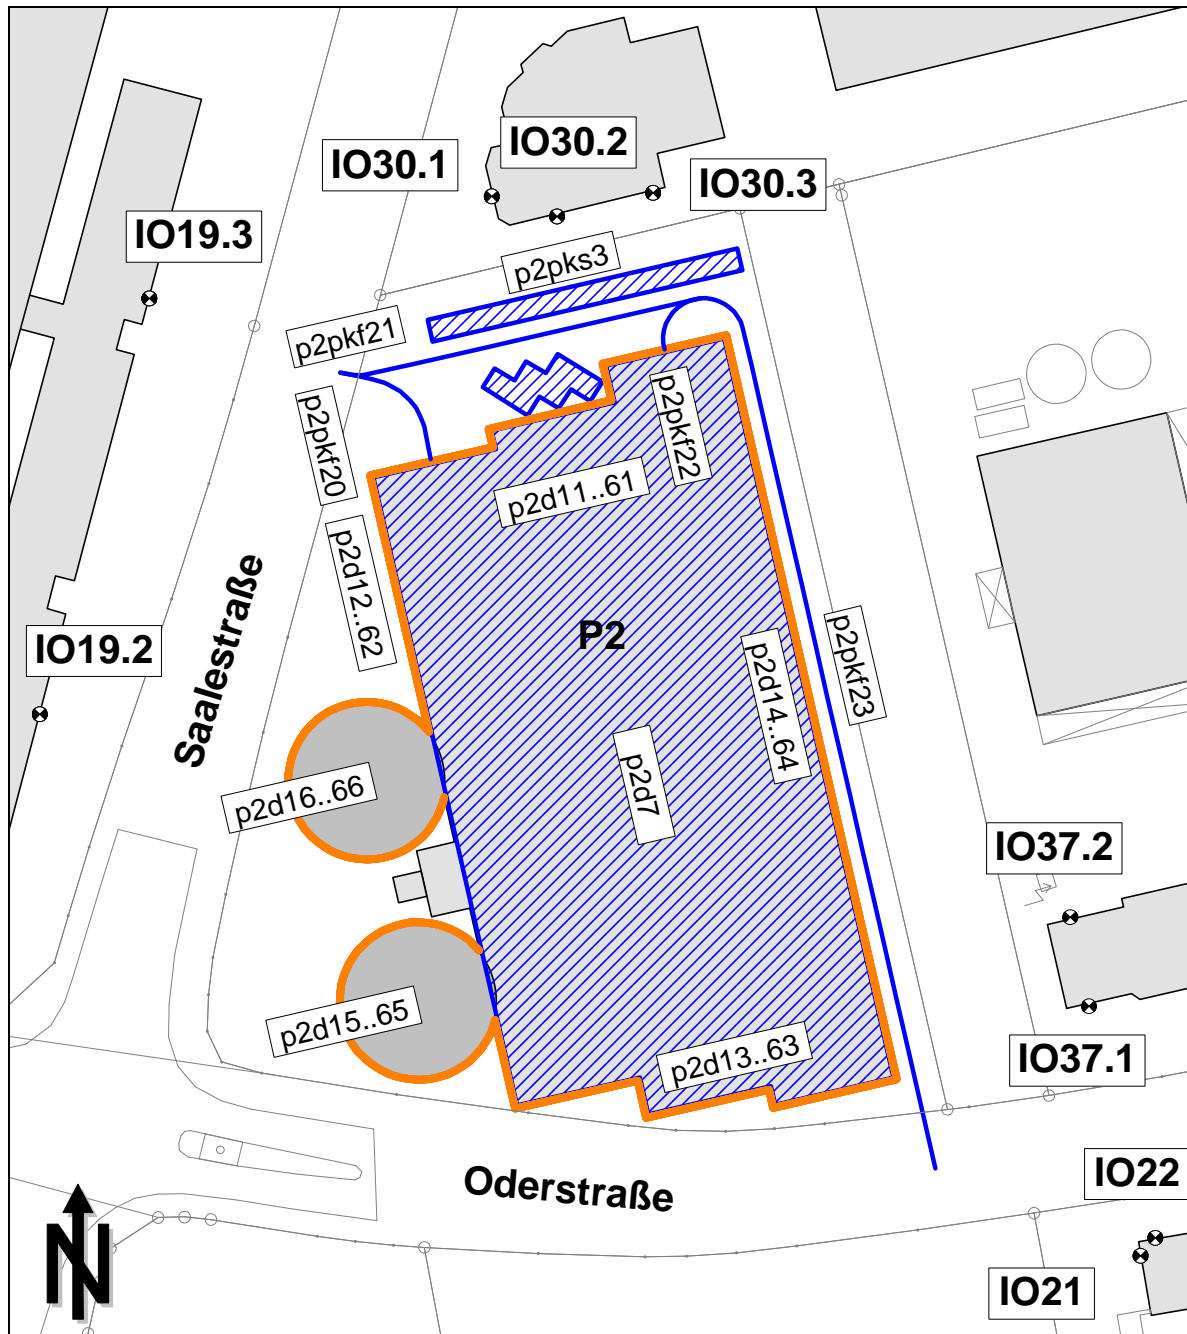 IO30.2
IO30.1
IO30.3
IO19.3
p2pks3
p2pkf21
p2pkf20
p2pkf22
p2d11..61
p2d12..62
P2
IO19.2
Saalestraße
p2pkf23
p2d14..64
p2d7
p2d16..66
IO37.2
p2d15..65
p2d13..63
IO37.1
Oderstraße
IO22
N
IO21